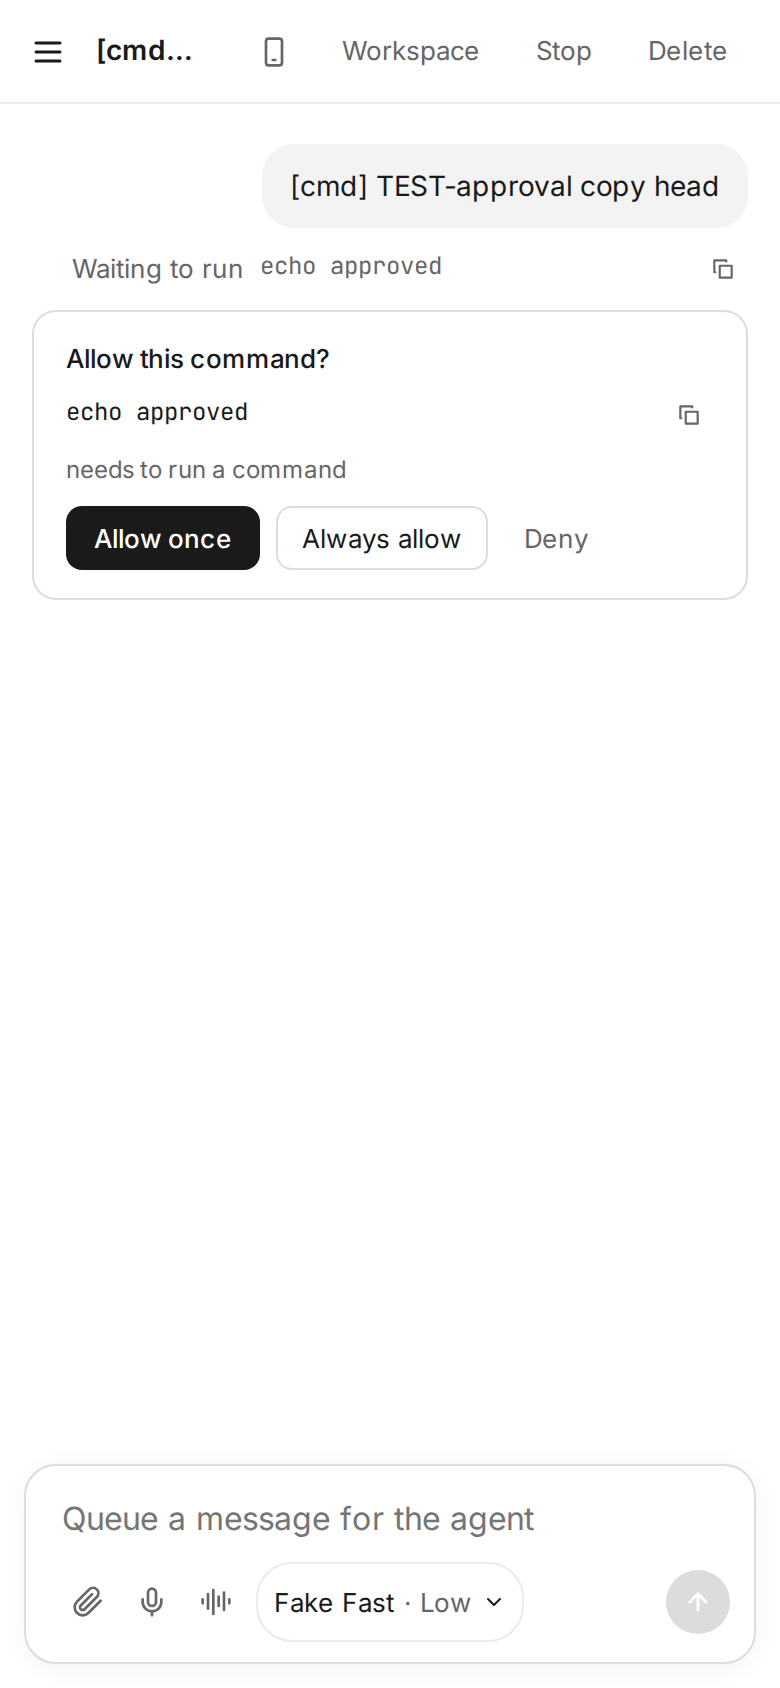 [cmd... Workspace Stop Delete
[cmd] TEST-approval copy head
Waiting to run echo approved
Allow this command?
echo approved
needs to run a command
Allow once Always allow Deny
Queue a message for the agent
Fake Fast · Low